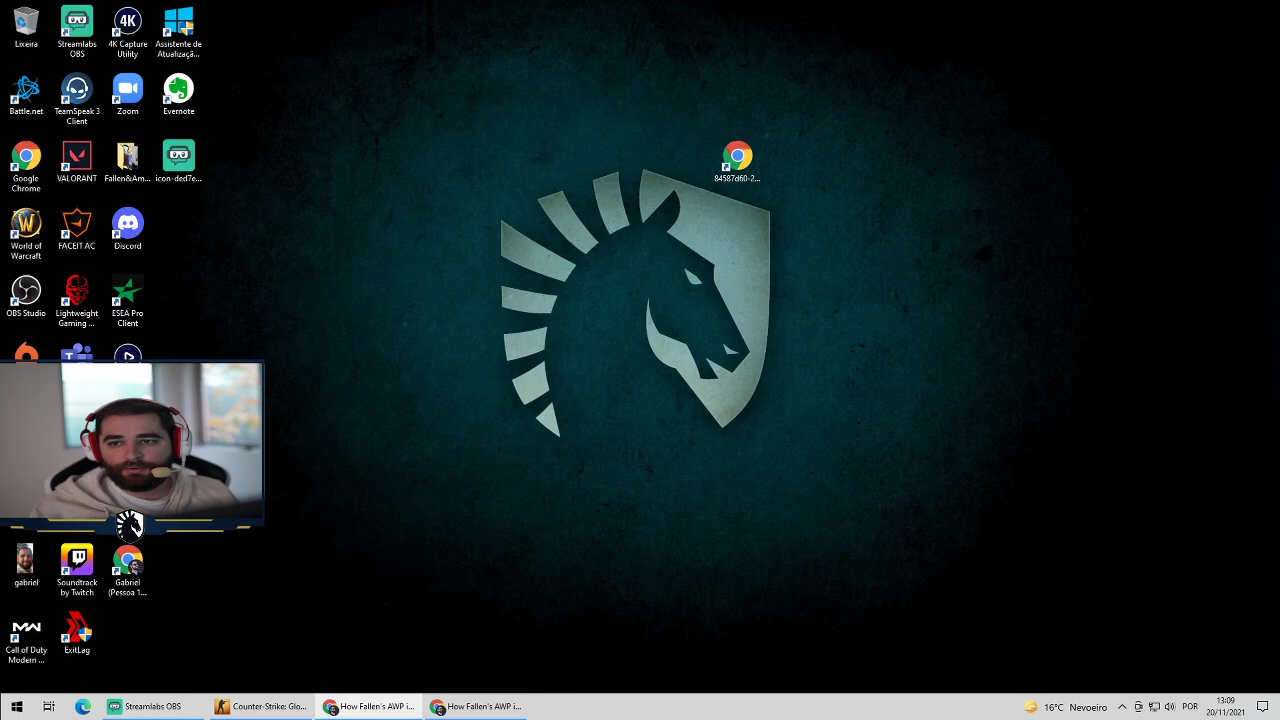 Lixeira
Streamlabs
OBS
4K Capture
Utility
Assistente de
Atualizaçã...
Battle.net
TeamSpeak 3
Client
Zoom
Evernote
Google
Chrome
VALORANT
Fallen&Am...
icon-ded7e...
84587d60-2...
World of
Warcraft
FACEIT AC
Discord
OBS Studio
Lightweight
Gaming ...
ESEA Pro
Client
gabriel
Soundtrack
by Twitch
Gabriel
(Pessoa 1...
Call of Duty
Modern ...
ExitLag
Streamlabs OBS
Counter-Strike: Glo...
How Fallen's AWP i...
How Fallen's AWP i...
16°C Nevoeiro
POR
13:09
20/11/2021